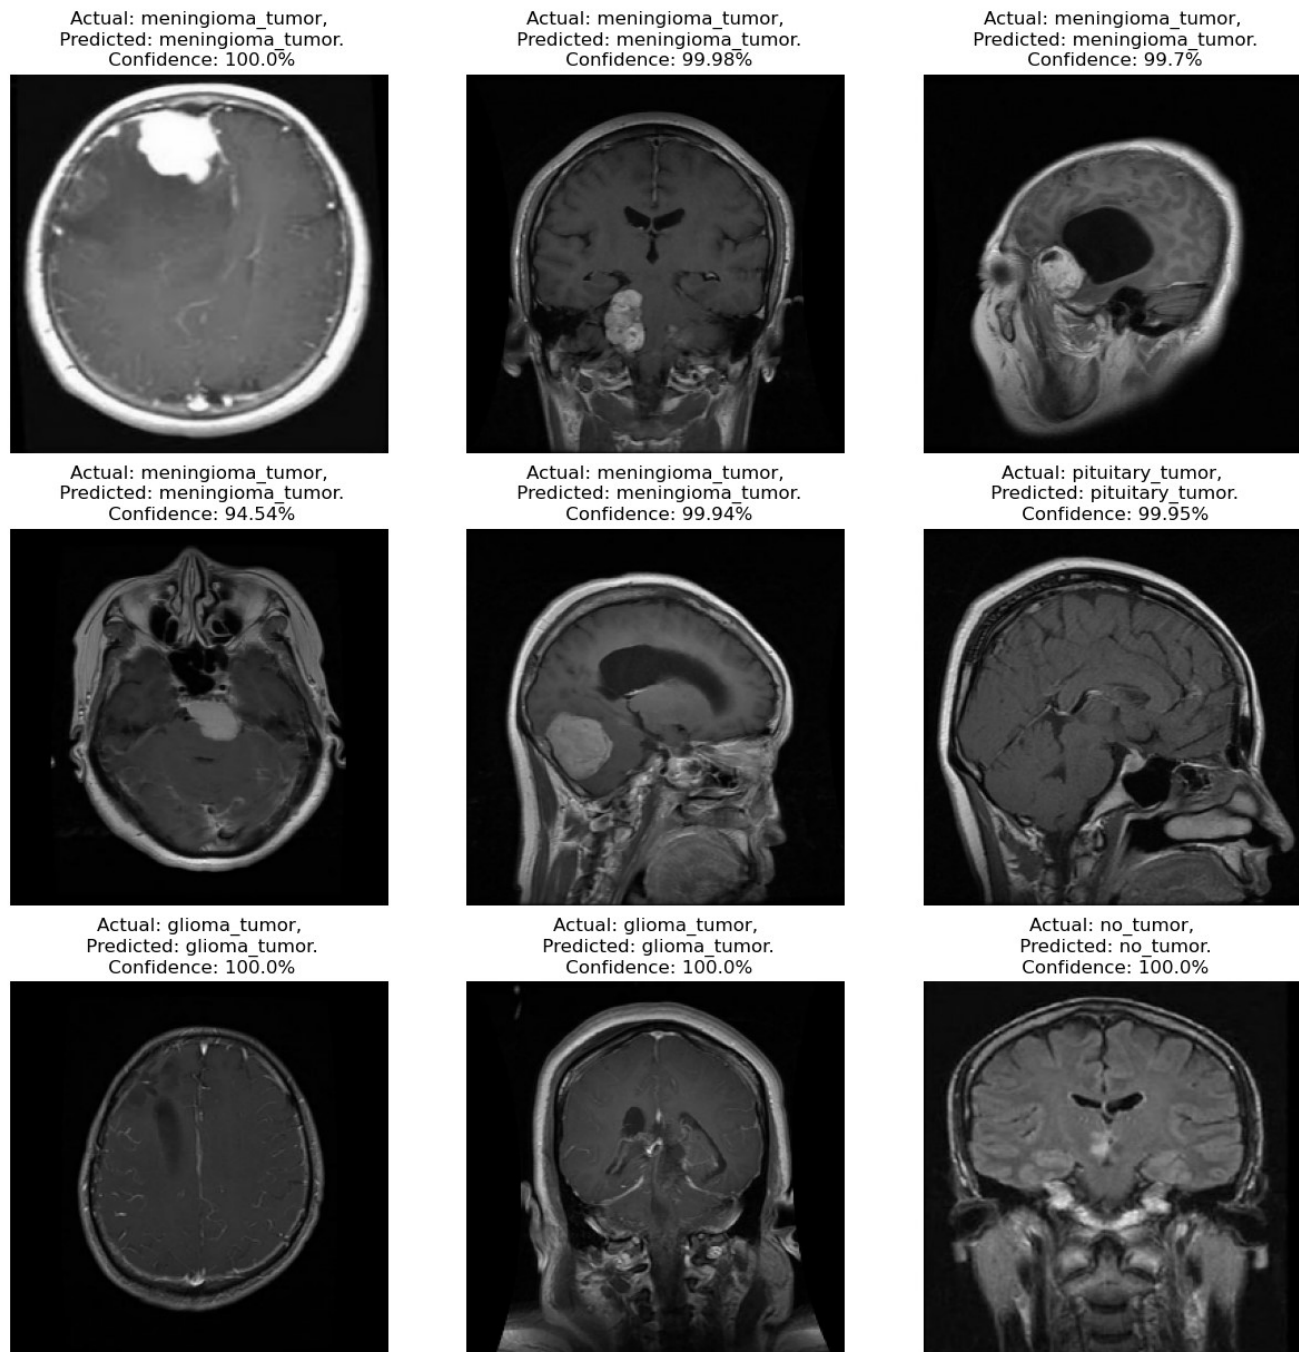 Actual: meningioma_tumor,
Predicted: meningioma_tumor.
Confidence: 100.0%
Actual: meningioma_tumor,
Predicted: meningioma_tumor.
Confidence: 99.98%
Actual: meningioma_tumor,
Predicted: meningioma_tumor.
Confidence: 99.7%
Actual: meningioma_tumor,
Predicted: meningioma_tumor.
Confidence: 94.54%
Actual: meningioma_tumor,
Predicted: meningioma_tumor.
Confidence: 99.94%
Actual: pituitary_tumor,
Predicted: pituitary_tumor.
Confidence: 99.95%
Actual: glioma_tumor,
Predicted: glioma_tumor.
Confidence: 100.0%
Actual: glioma_tumor,
Predicted: glioma_tumor.
Confidence: 100.0%
Actual: no_tumor,
Predicted: no_tumor.
Confidence: 100.0%